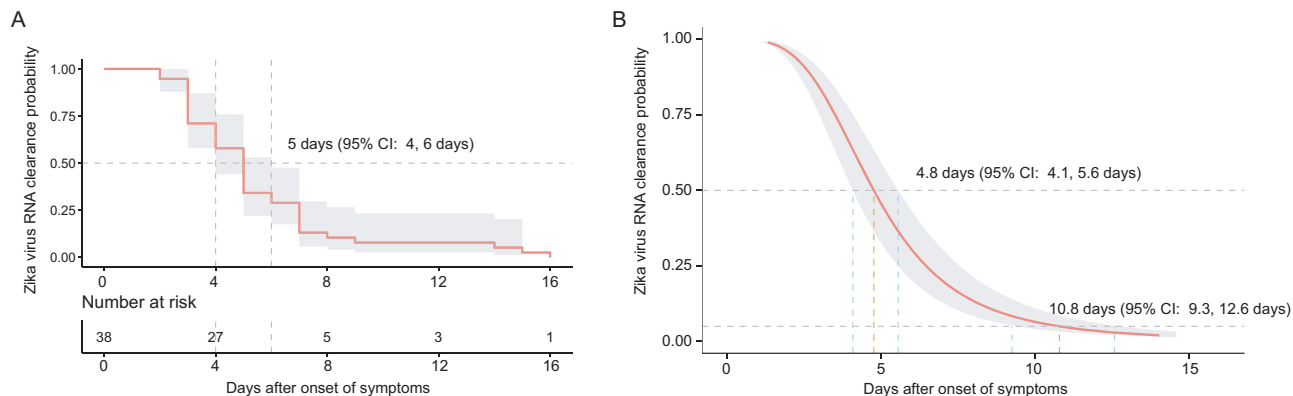 A
Zika virus RNA clearance probability
1.00
0.75
0.50
0.25
0.00
5 days (95% CI: 4, 6 days)
0 4 8 12 16
Number at risk
38 27 5 3 1
0 4 8 12 16
Days after onset of symptoms
B
Zika virus RNA clearance probability
1.00
0.75
0.50
0.25
0.00
4.8 days (95% CI: 4.1, 5.6 days)
10.8 days (95% CI: 9.3, 12.6 days)
0 5 10 15
Days after onset of symptoms